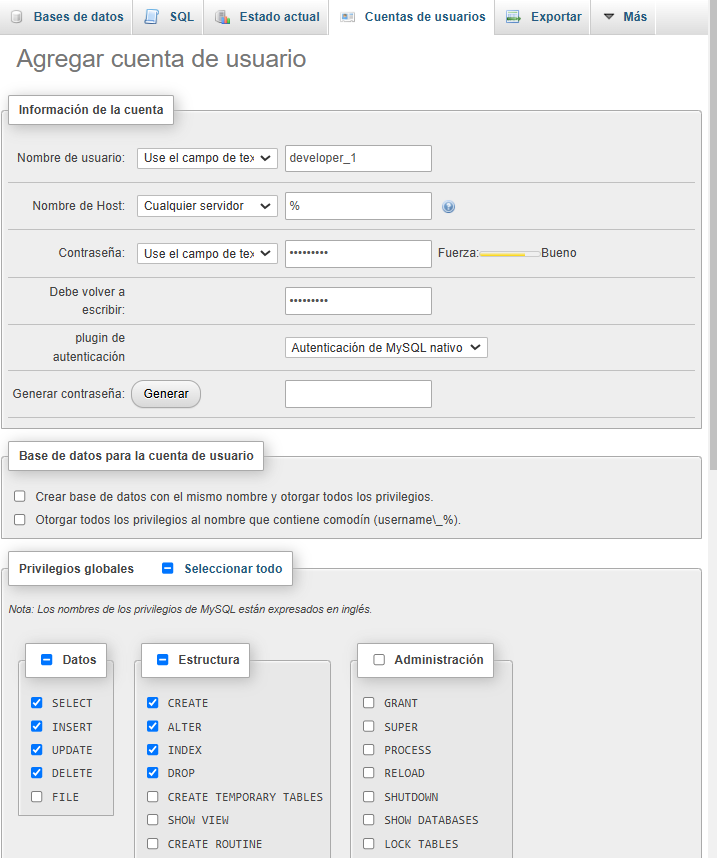 Bases de datos SQL Estado actual Cuentas de usuarios Exportar Más
Agregar cuenta de usuario
Información de la cuenta
Nombre de usuario: Use el campo de tex developer_1
Nombre de Host: Cualquier servidor %
Contraseña: Use el campo de tex ••••••••• Fuerza: Bueno
Debe volver a
escribir: •••••••••
plugin de
autenticación Autenticación de MySQL nativo
Generar contraseña: Generar
Base de datos para la cuenta de usuario
Crear base de datos con el mismo nombre y otorgar todos los privilegios.
Otorgar todos los privilegios al nombre que contiene comodín (username\_%).
Privilegios globales Seleccionar todo
Nota: Los nombres de los privilegios de MySQL están expresados en inglés.
Datos
SELECT
INSERT
UPDATE
DELETE
FILE
Estructura
CREATE
ALTER
INDEX
DROP
CREATE TEMPORARY TABLES
SHOW VIEW
CREATE ROUTINE
Administración
GRANT
SUPER
PROCESS
RELOAD
SHUTDOWN
SHOW DATABASES
LOCK TABLES